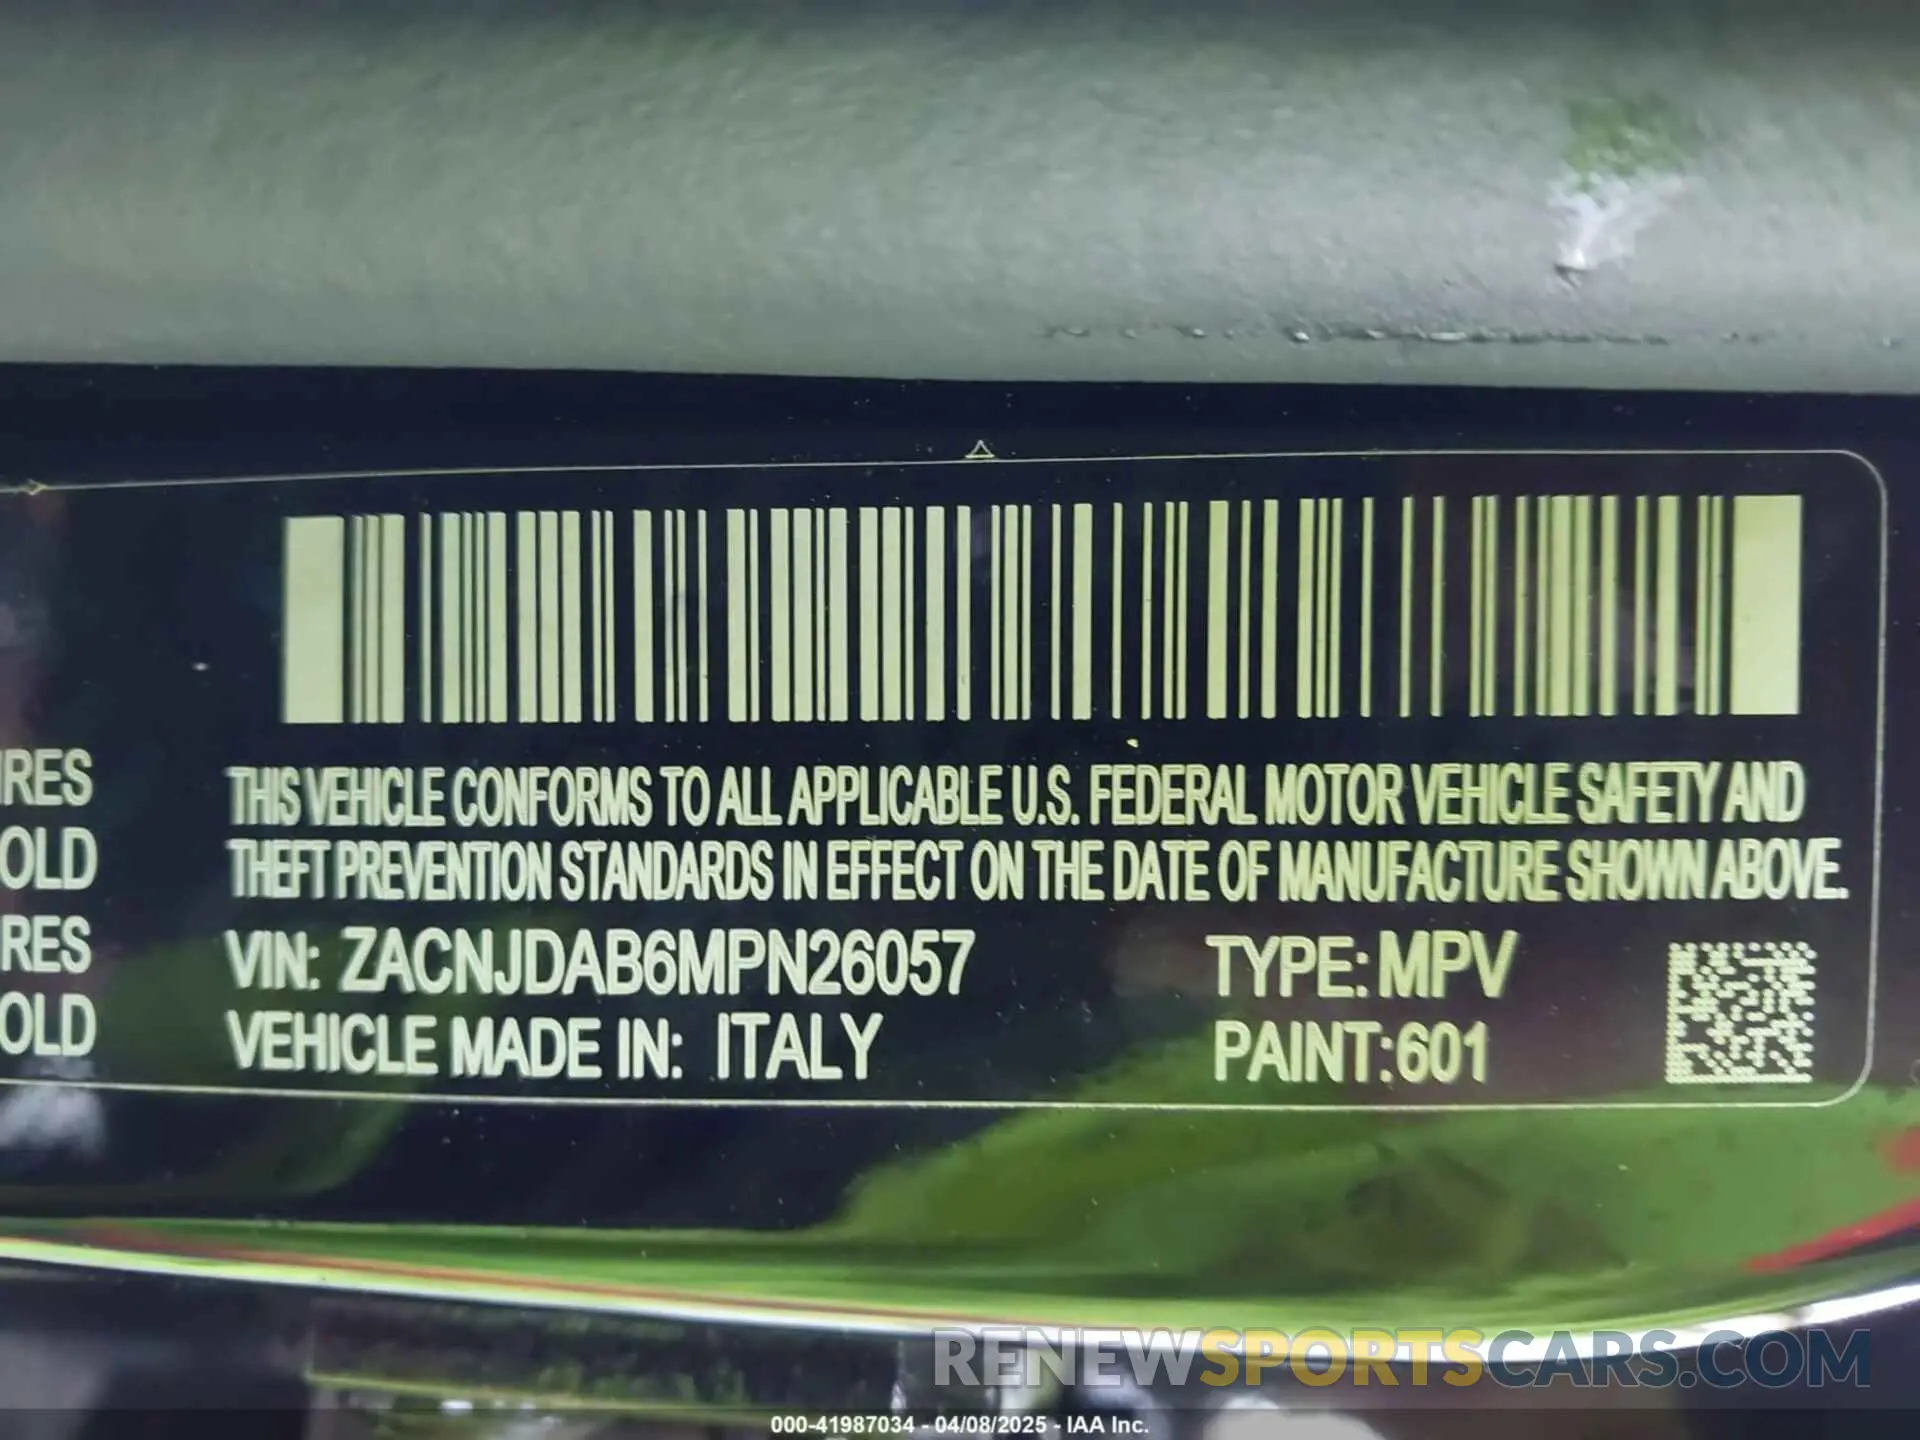 IRES
OLD
RES
OLD
THIS VEHICLE CONFORMS TO ALL APPLICABLE U.S. FEDERAL MOTOR VEHICLE SAFETY AND
THEFT PREVENTION STANDARDS IN EFFECT ON THE DATE OF MANUFACTURE SHOWN ABOVE.
VIN: ZACNJDAB6MPN26057
TYPE: MPV
VEHICLE MADE IN: ITALY
PAINT:601
RENEWSPORTSCARS.COM
000-41987034 - 04/08/2025 - IAA Inc.